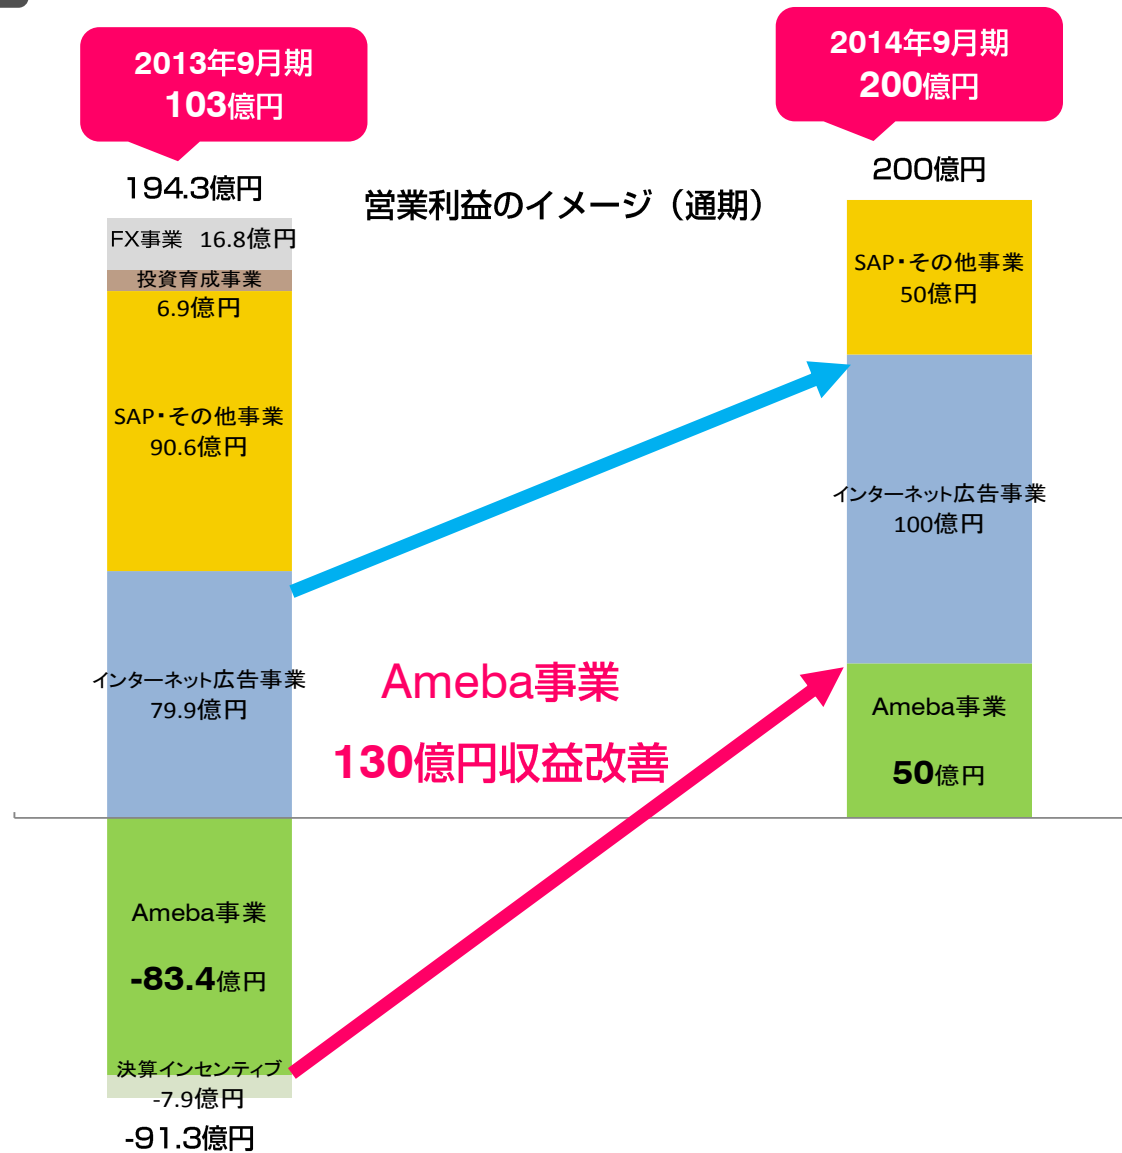 2013年9月期
103億円
2014年9月期
200億円
194.3億円
営業利益のイメージ（通期）
200億円
FX事業 16.8億円
投資育成事業
6.9億円
SAP・その他事業
90.6億円
インターネット広告事業
79.9億円
Ameba事業
-83.4億円
決算インセンティブ
-7.9億円
-91.3億円
Ameba事業
130億円収益改善
SAP・その他事業
50億円
インターネット広告事業
100億円
Ameba事業
50億円